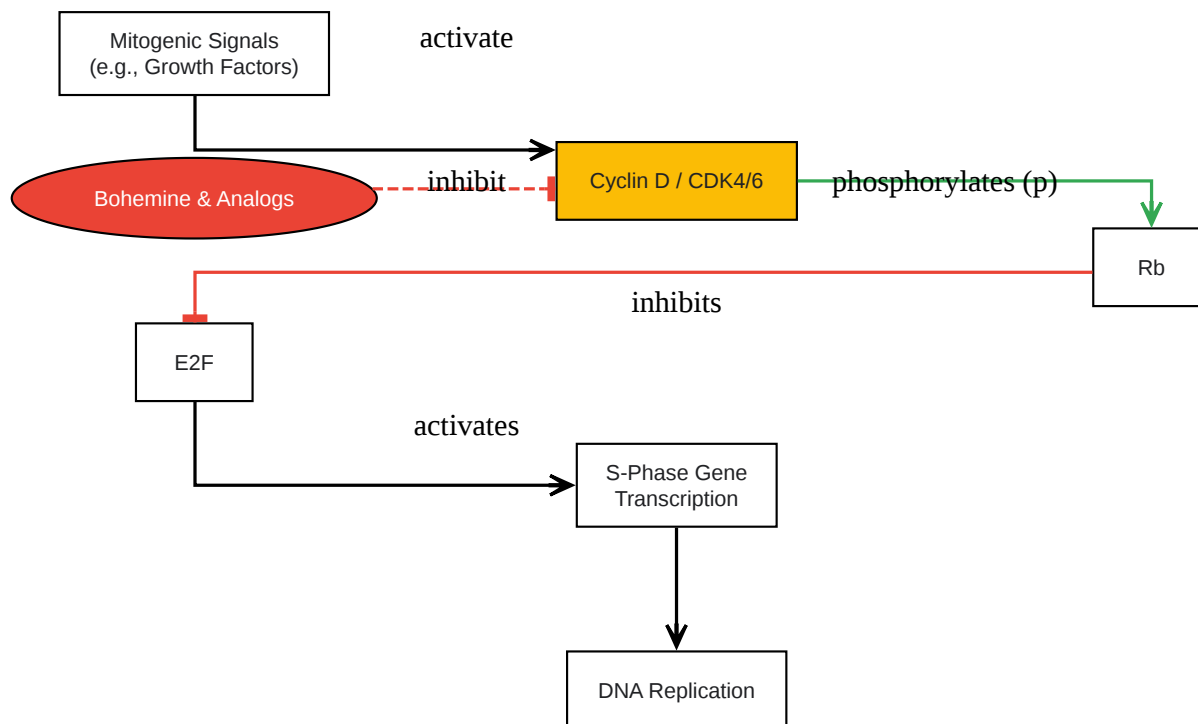 Mitogenic Signals
(e.g., Growth Factors)
activate
Bohemine & Analogs
inhibit
Cyclin D / CDK4/6
phosphorylates (p)
Rb
inhibits
E2F
activates
S-Phase Gene
Transcription
DNA Replication